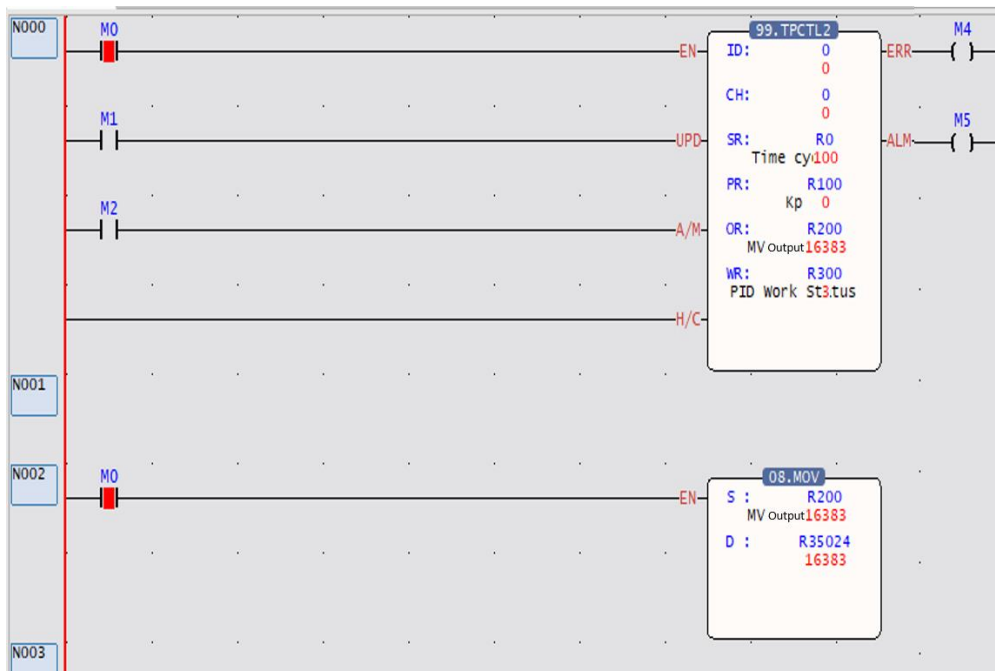 N000
M0
99.TPCTL2
M4
EN
ID: 0
0
ERR
CH: 0
0
M1
M5
UPD
SR: R0
ALM
Time cy100
PR: R100
Kp 0
M2
A/M
OR: R200
MV Output16383
WR: R300
PID Work St3.tus
H/C
N001
N002
M0
08.MOV
EN
S : R200
MV Output16383
D : R35024
16383
N003